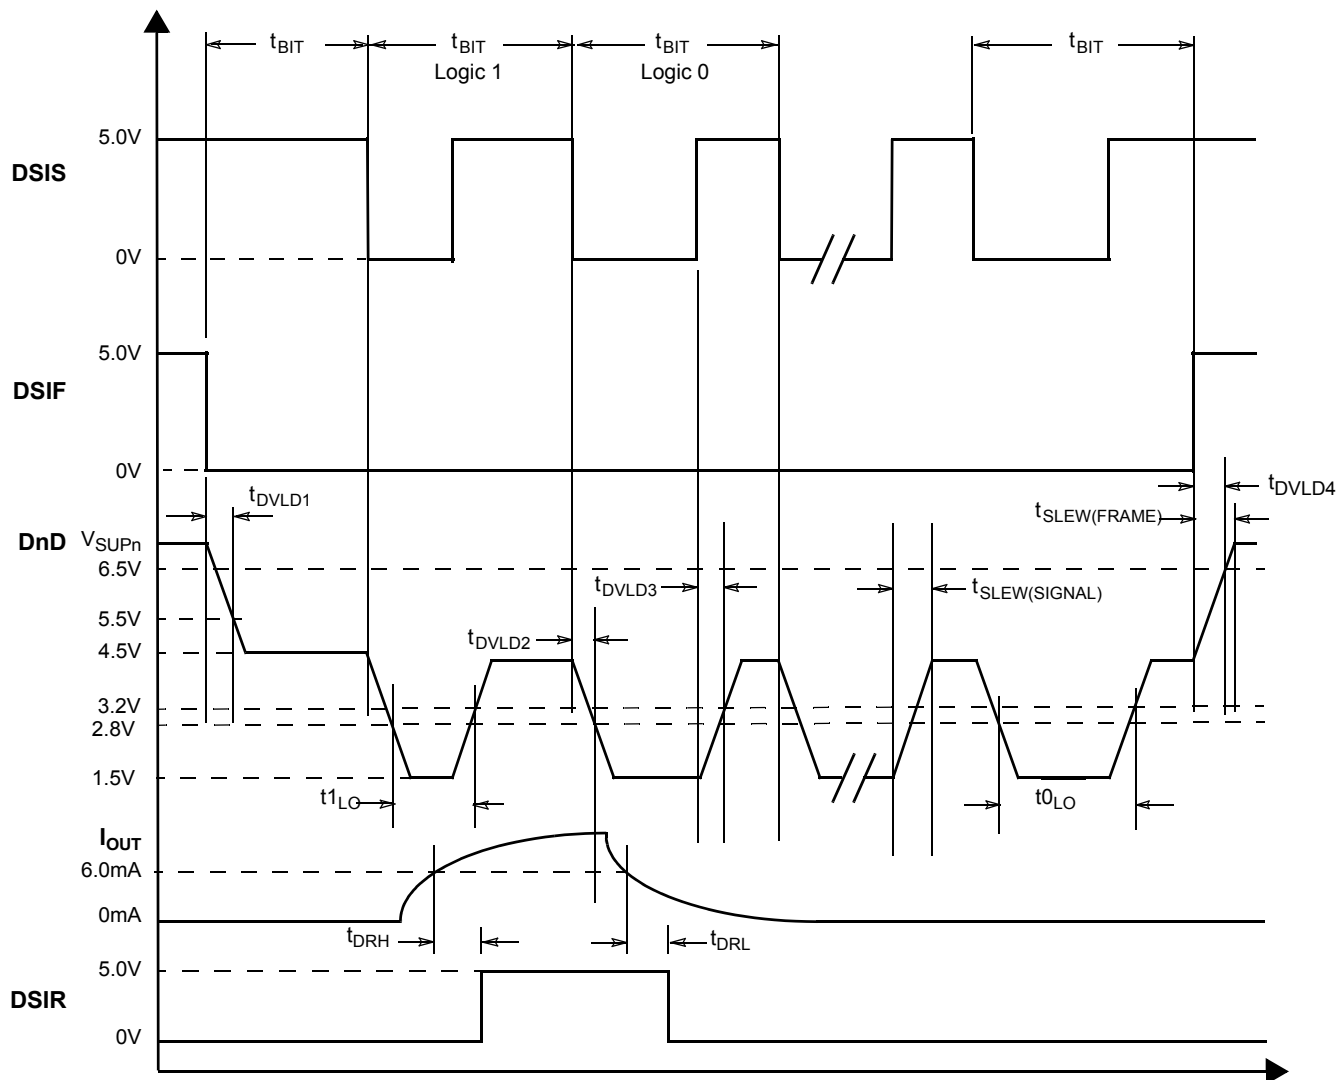 tBIT tBIT tBIT tBIT
Logic 1 Logic 0
5.0V
DSIS
0V
5.0V
DSIF
0V
tDVLD1 tDVLD4
tSLEW(FRAME)
DnD VSUPn
6.5V
tDVLD3 tSLEW(SIGNAL)
5.5V
tDVLD2
4.5V
3.2V
2.8V
1.5V
t1LO t0LO
IOUT
6.0mA
0mA
tDRH tDRL
5.0V
DSIR
0V